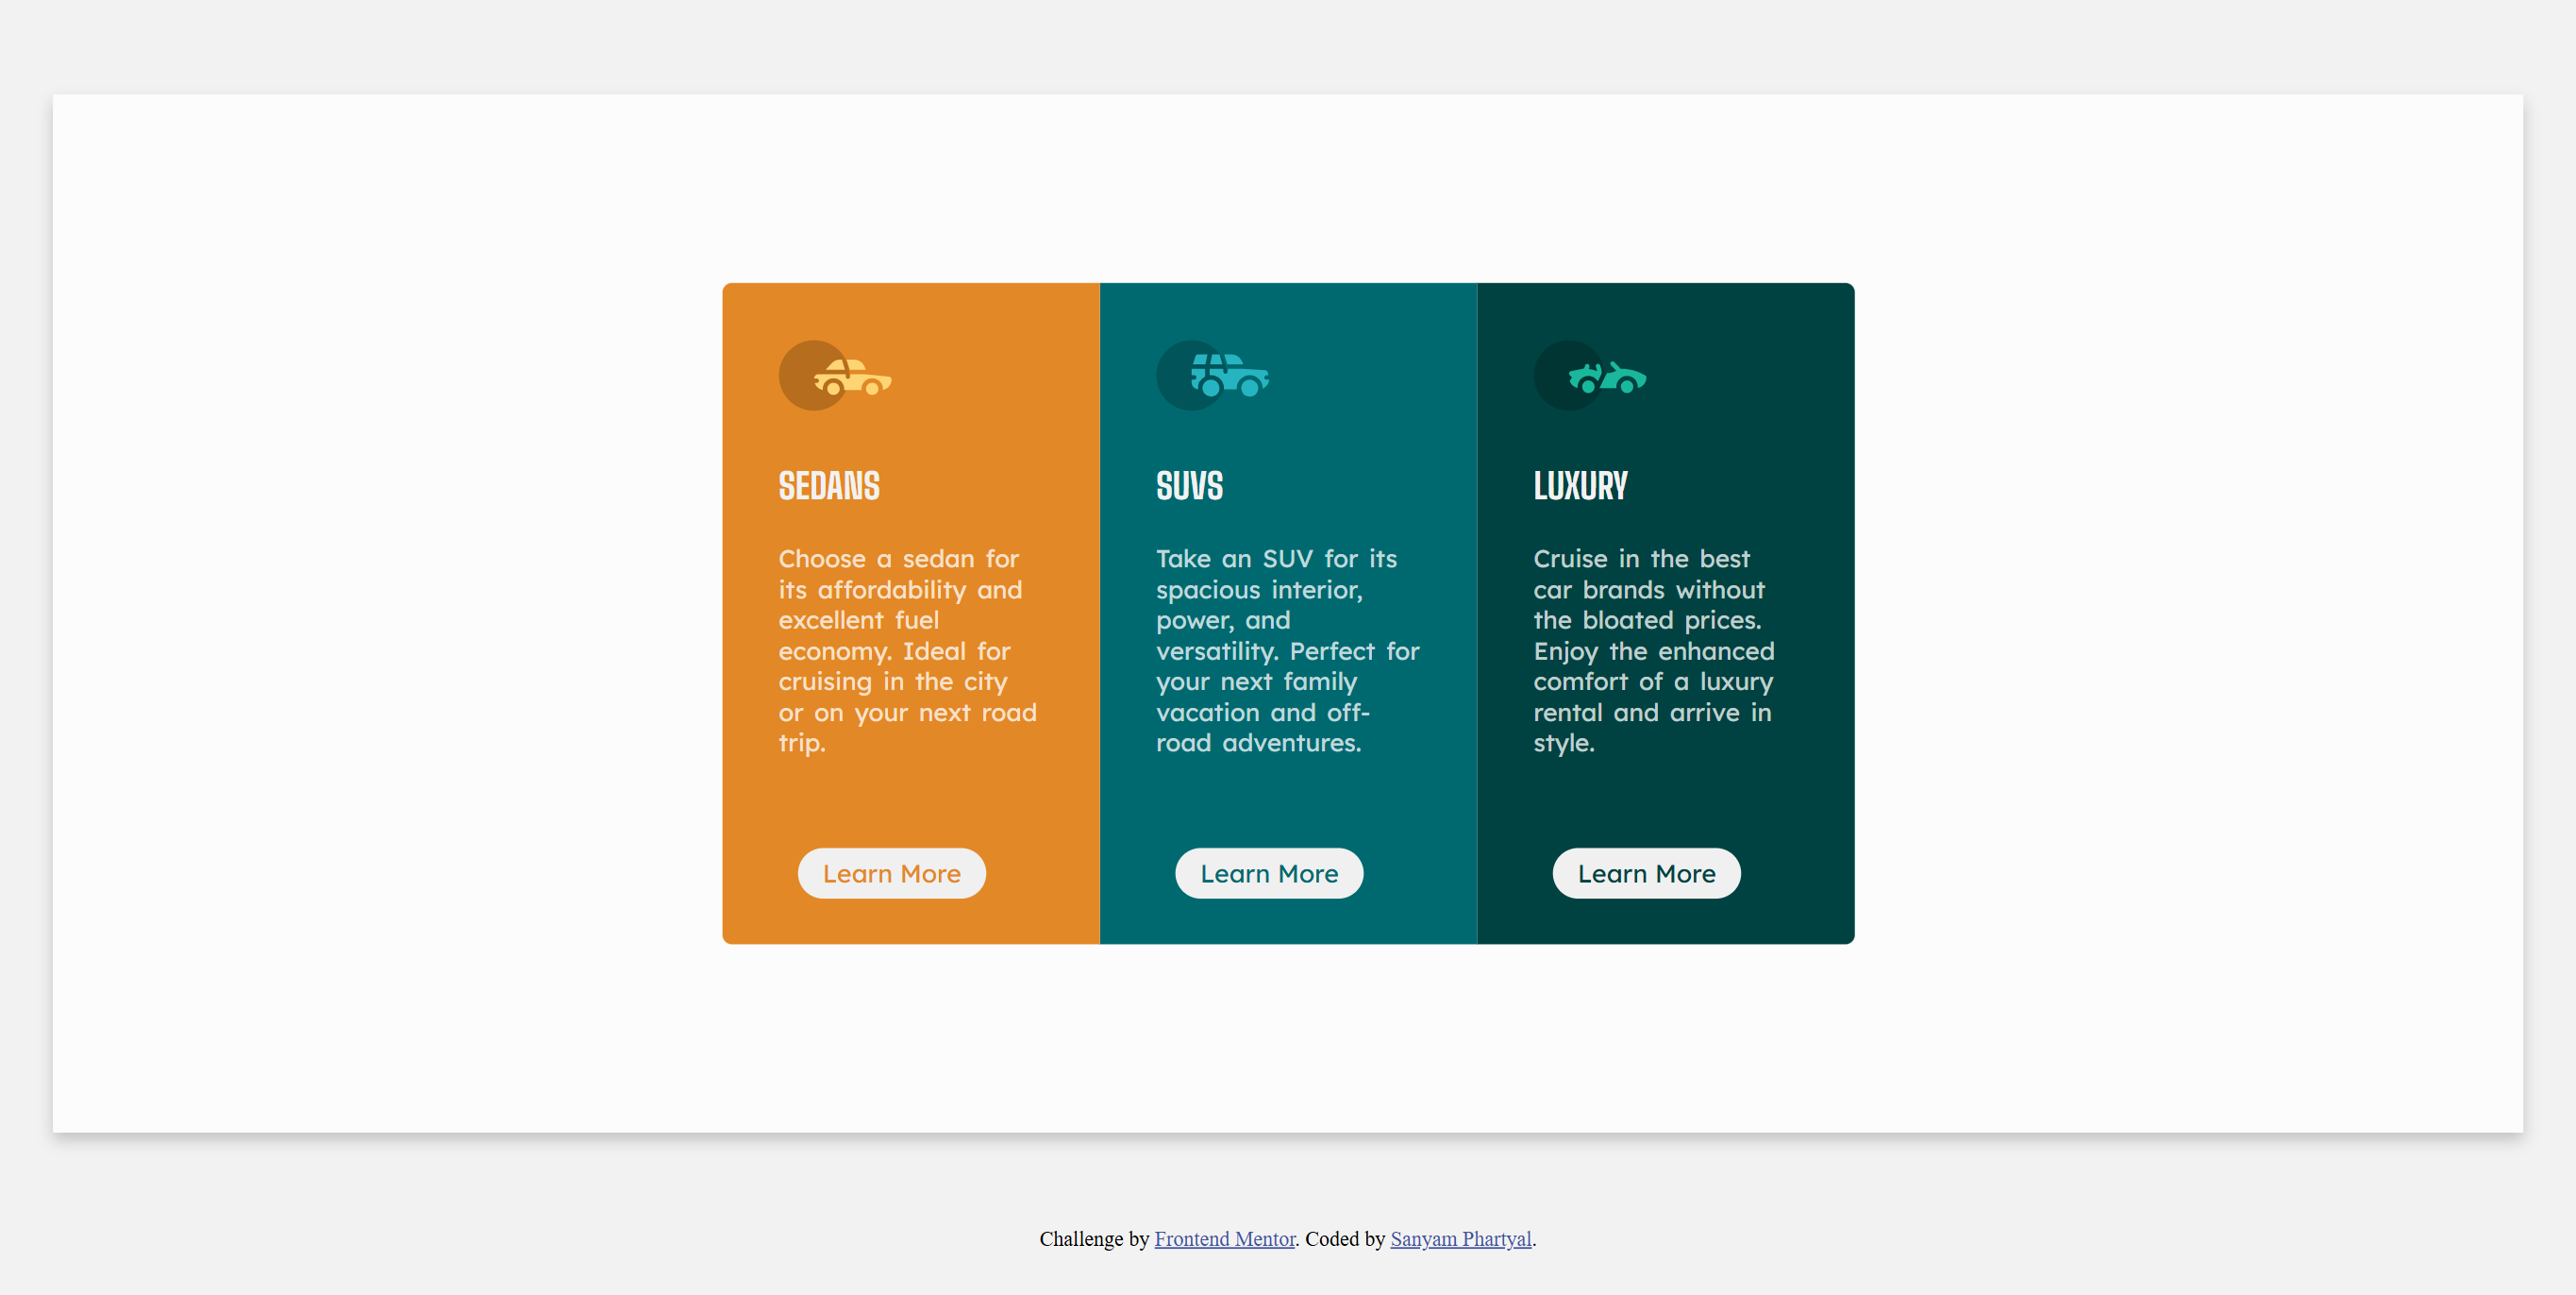 SEDANS
Choose a sedan for
its affordability and
excellent fuel
economy. Ideal for
cruising in the city
or on your next road
trip.
Learn More
SUVS
Take an SUV for its
spacious interior,
power, and
versatility. Perfect for
your next family
vacation and off-
road adventures.
Learn More
LUXURY
Cruise in the best
car brands without
the bloated prices.
Enjoy the enhanced
comfort of a luxury
rental and arrive in
style.
Learn More
Challenge by Frontend Mentor. Coded by Sanyam Phartyal.